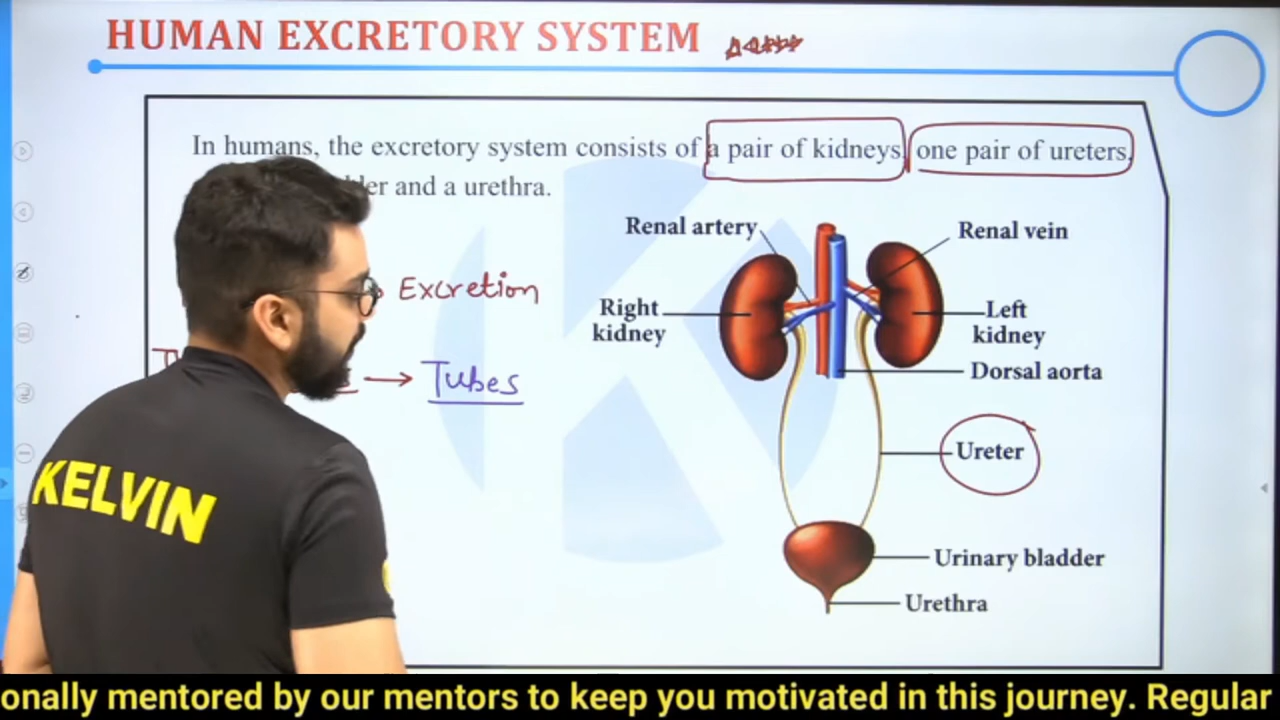 HUMAN EXCRETORY SYSTEM
In humans, the excretory system consists of a pair of kidneys, one pair of ureters,
and a urethra.
Renal artery
Renal vein
Excretion
Right
kidney
Left
kidney
Tubes
Dorsal aorta
Ureter
KELVIN
Urinary bladder
Urethra
onally mentored by our mentors to keep you motivated in this journey. Regular